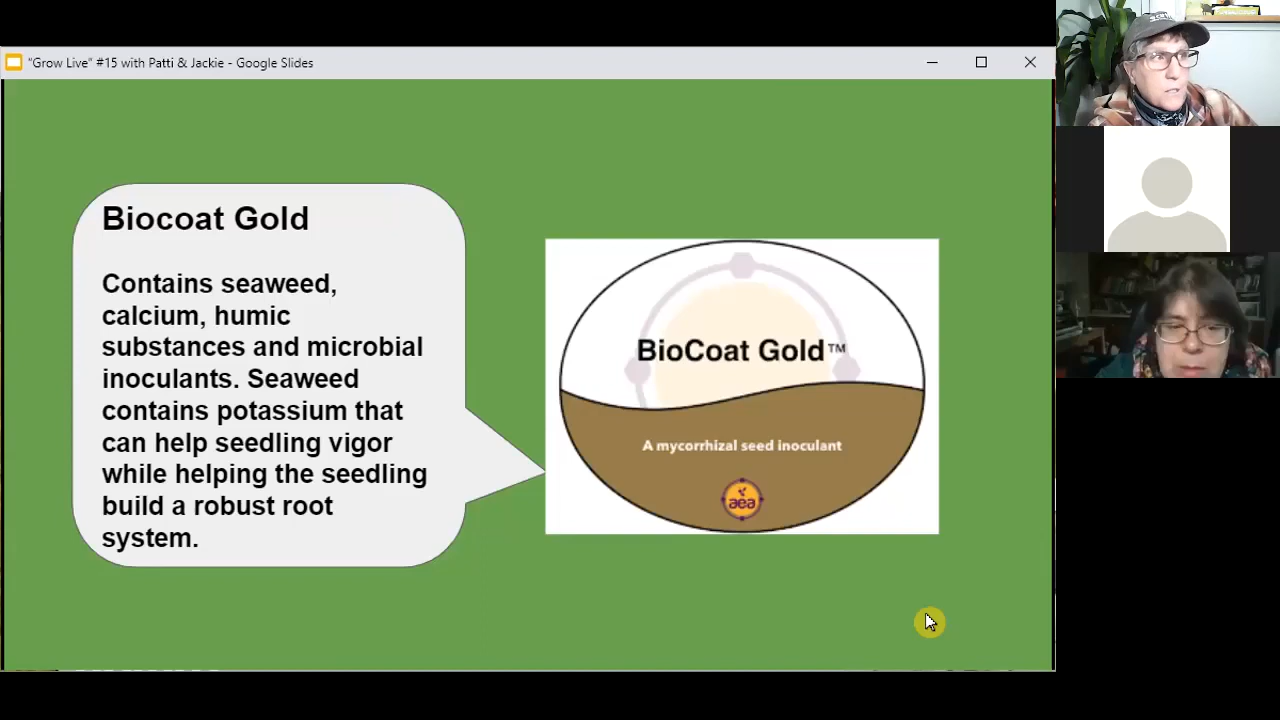 "Grow Live" #15 with Patti & Jackie - Google Slides
Biocoat Gold
Contains seaweed,
calcium, humic
substances and microbial
inoculants. Seaweed
contains potassium that
can help seedling vigor
while helping the seedling
build a robust root
system.
BioCoat Gold™
A mycorrhizal seed inoculant
aea